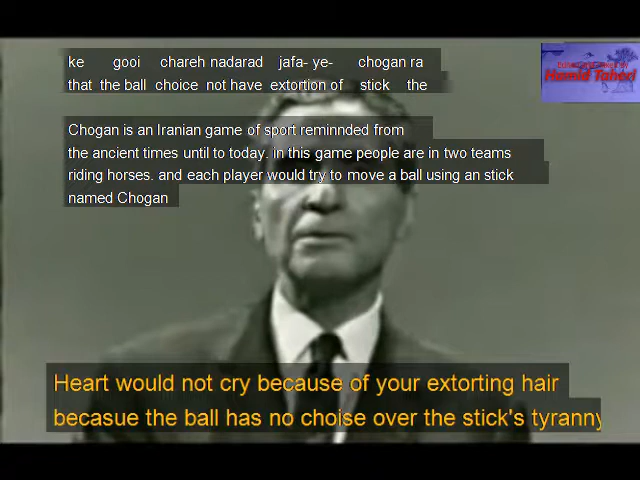 ke gooi chareh nadarad jafa- ye- chogan ra
that the ball choice not have extortion of stick the
Chogan is an Iranian game of sport reminnded from
the ancient times until to today. in this game people are in two teams
riding horses. and each player would try to move a ball using an stick
named Chogan
Hamid Taheri
Heart would not cry because of your extorting hair
becasue the ball has no choise over the stick's tyranny